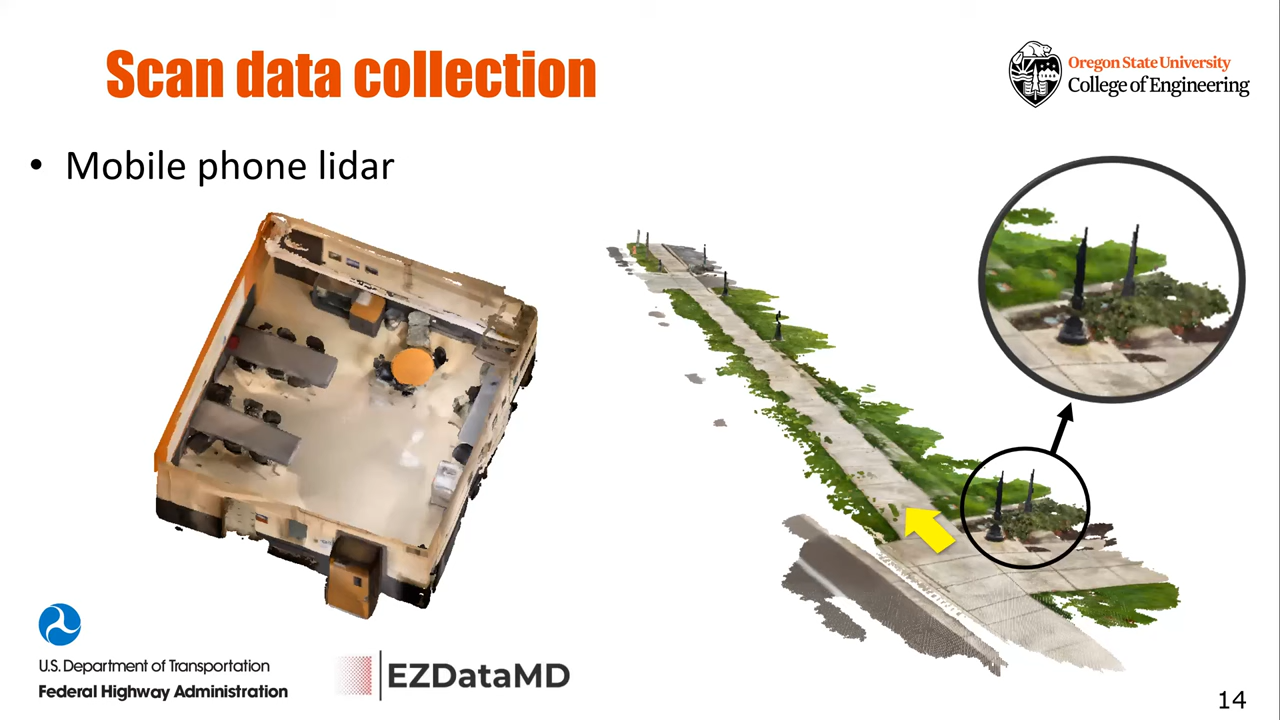 Scan data collection
Oregon State University
College of Engineering
• Mobile phone lidar
U.S. Department of Transportation
Federal Highway Administration
EZDataMD
14